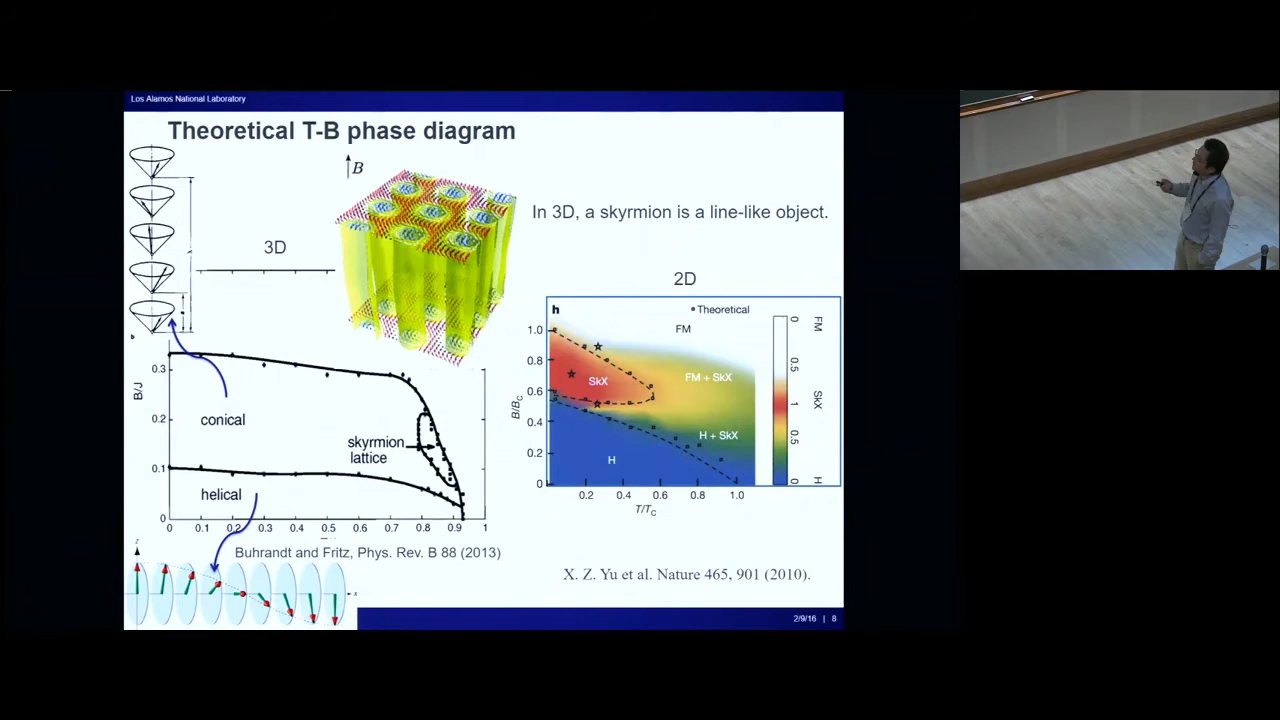 Los Alamos National Laboratory
Theoretical T-B phase diagram
B
In 3D, a skyrmion is a line-like object.
3D
2D
h
Theoretical
FM
1.0
0.8
0.6
0.4
0.2
0
B/B_C
SkX
FM + SkX
H + SkX
H
0.2 0.4 0.6 0.8 1.0
T/T_C
0 0.5 1 0.5 0
FM SkX H
B/J
0.3
0.2
0.1
0
conical
skyrmion
lattice
helical
0 0.1 0.2 0.3 0.4 0.5 0.6 0.7 0.8 0.9 1
Buhrandt and Fritz, Phys. Rev. B 88 (2013)
X. Z. Yu et al. Nature 465, 901 (2010).
z
x
2/9/16 | 8